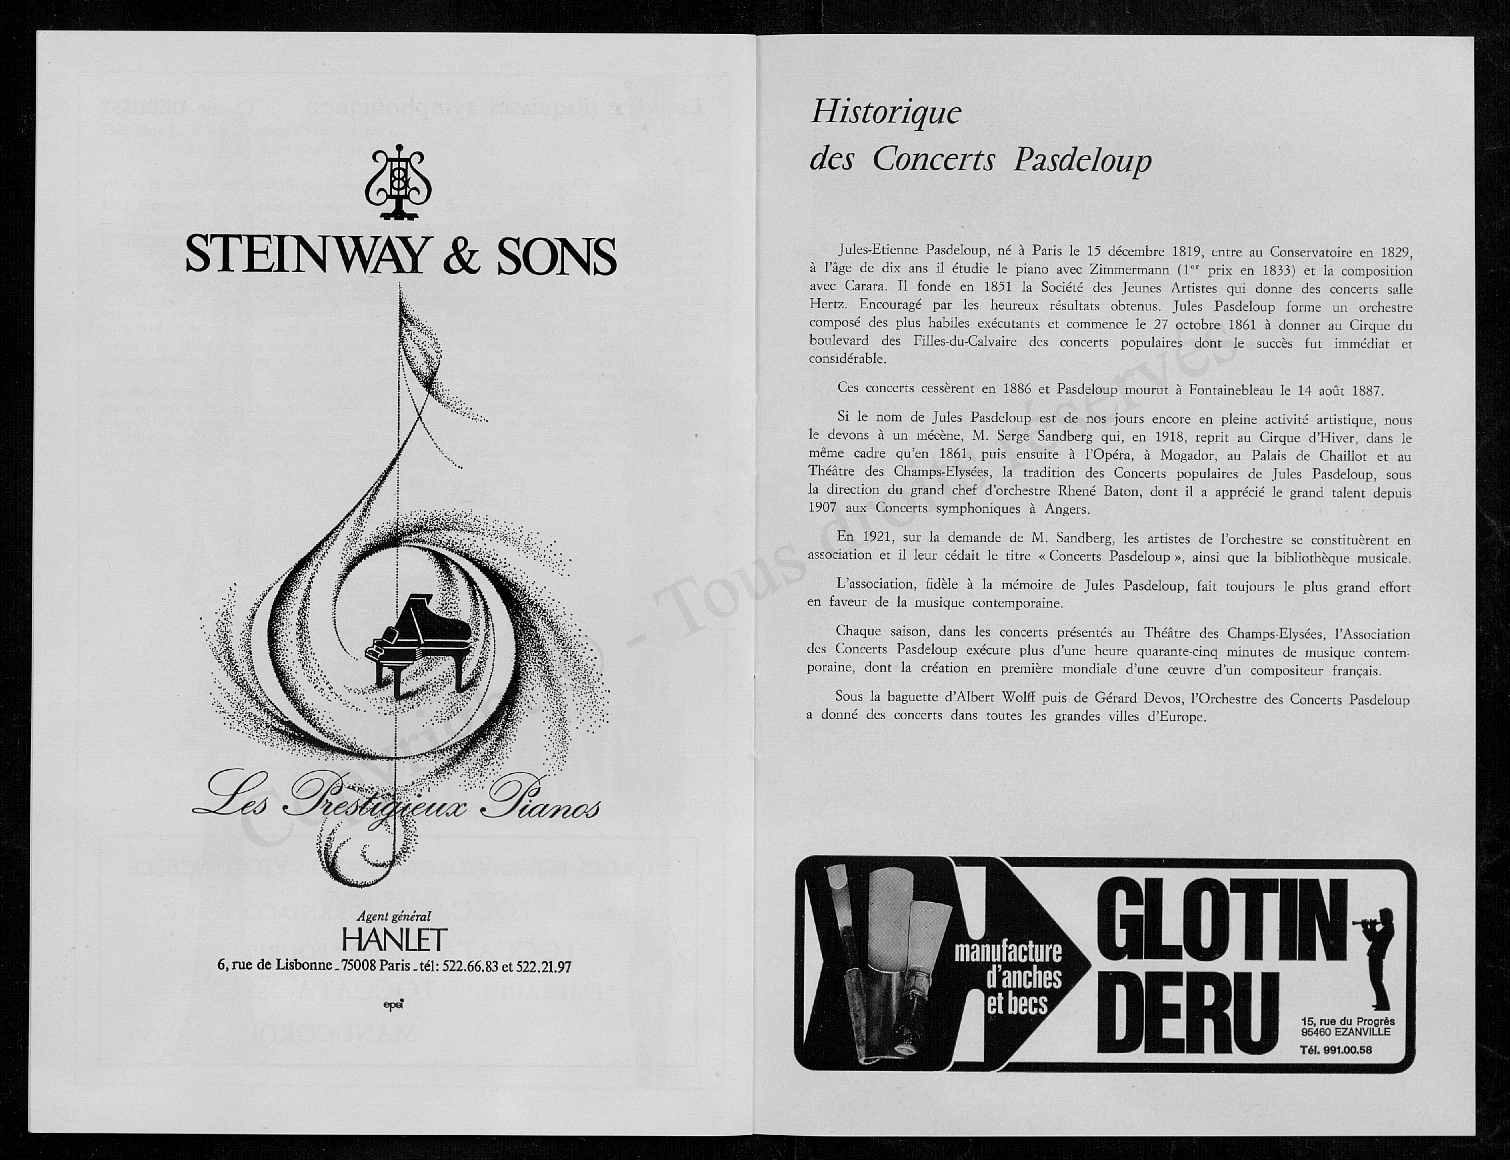 STEINWAY & SONS
Les Prestigieux Pianos
Agent général
HANLET
6, rue de Lisbonne - 75008 Paris - tél: 522.66.83 et 522.21.97
epsi
Historique
des Concerts Pasdeloup
Jules-Etienne Pasdeloup, né à Paris le 15 décembre 1819, entre au Conservatoire en 1829,
à l'âge de dix ans il étudie le piano avec Zimmermann (1er prix en 1833) et la composition
avec Carara. Il fonde en 1851 la Société des Jeunes Artistes qui donne des concerts salle
Hertz. Encouragé par les heureux résultats obtenus. Jules Pasdeloup forme un orchestre
composé des plus habiles exécutants et commence le 27 octobre 1861 à donner au Cirque du
boulevard des Filles-du-Calvaire des concerts populaires dont le succès fut immédiat et
considérable.
Ces concerts cessèrent en 1886 et Pasdeloup mourut à Fontainebleau le 14 août 1887.
Si le nom de Jules Pasdeloup est de nos jours encore en pleine activité artistique, nous
le devons à un mécène, M. Serge Sandberg qui, en 1918, reprit au Cirque d'Hiver, dans le
même cadre qu'en 1861, puis ensuite à l'Opéra, à Mogador, au Palais de Chaillot et au
Théâtre des Champs-Elysées, la tradition des Concerts populaires de Jules Pasdeloup, sous
la direction du grand chef d'orchestre Rhené Baton, dont il a apprécié le grand talent depuis
1907 aux Concerts symphoniques à Angers.
En 1921, sur la demande de M. Sandberg, les artistes de l'orchestre se constituèrent en
association et il leur cédait le titre « Concerts Pasdeloup », ainsi que la bibliothèque musicale.
L'association, fidèle à la mémoire de Jules Pasdeloup, fait toujours le plus grand effort
en faveur de la musique contemporaine.
Chaque saison, dans les concerts présentés au Théâtre des Champs-Elysées, l'Association
des Concerts Pasdeloup exécute plus d'une heure quarante-cinq minutes de musique contem-
poraine, dont la création en première mondiale d'une œuvre d'un compositeur français.
Sous la baguette d'Albert Wolff puis de Gérard Devos, l'Orchestre des Concerts Pasdeloup
a donné des concerts dans toutes les grandes villes d'Europe.
manufacture
d'anches
et becs
GLOTIN
DERU
15, rue du Progrès
95460 EZANVILLE
Tél. 991.00.58
Tous droits réservés